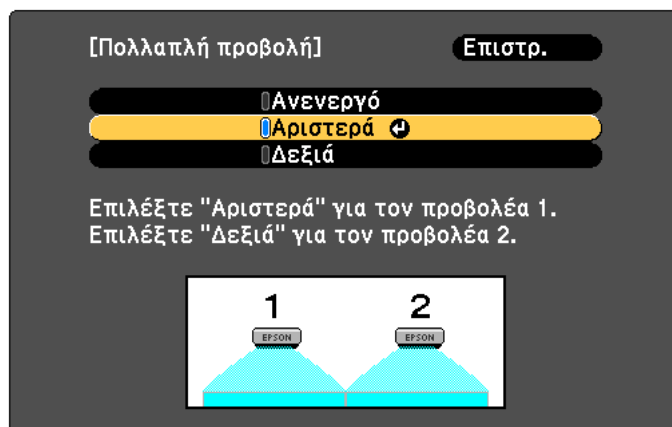 [Πολλαπλή προβολή] Επιστρ.
Ανενεργό
Αριστερά
Δεξιά
Επιλέξτε "Αριστερά" για τον προβολέα 1.
Επιλέξτε "Δεξιά" για τον προβολέα 2.
1 2
EPSON EPSON